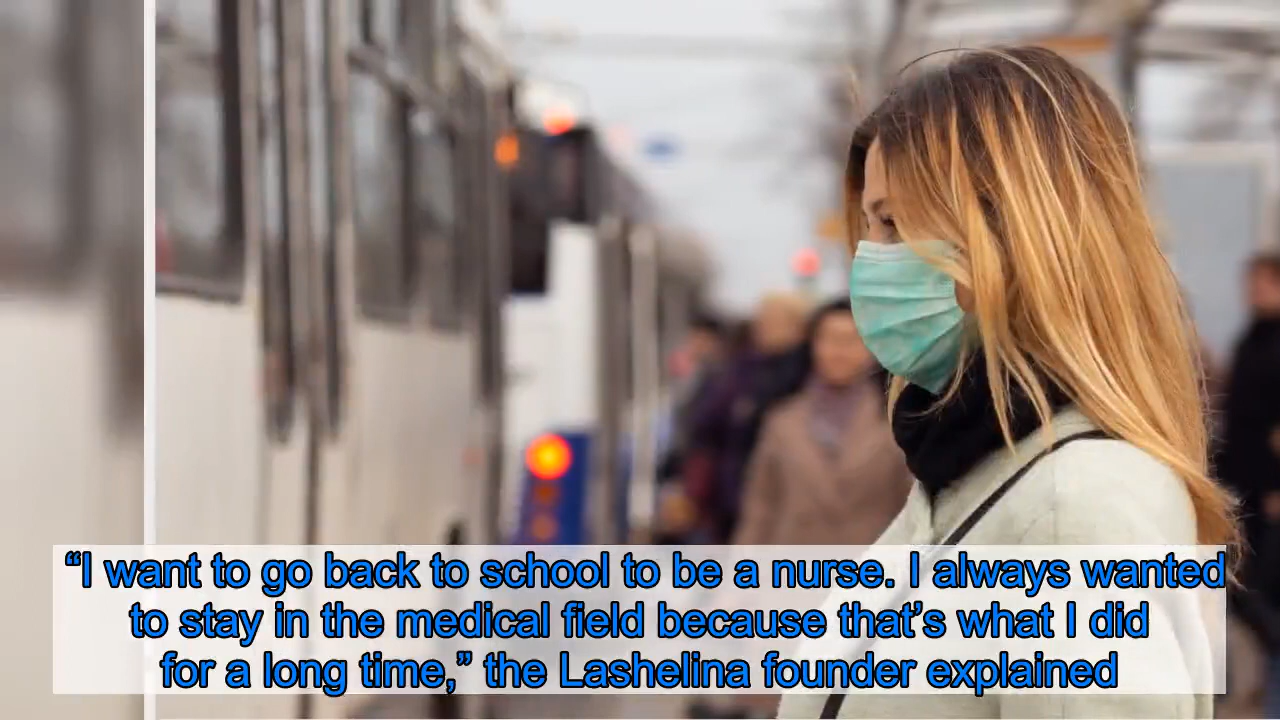 “I want to go back to school to be a nurse. I always wanted
to stay in the medical field because that’s what I did
for a long time,” the Lashelina founder explained